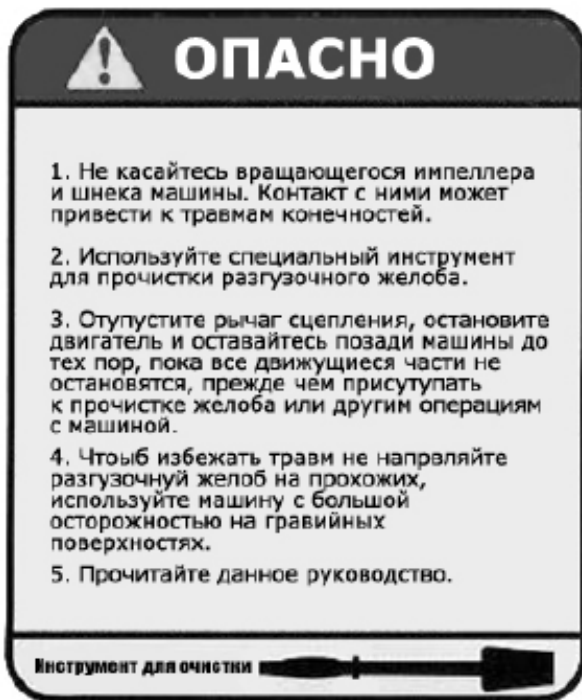 ОПАСНО
1. Не касайтесь вращающегося импеллера
и шнека машины. Контакт с ними может
привести к травмам конечностей.
2. Используйте специальный инструмент
для прочистки разгузочного желоба.
3. Отупустите рычаг сцепления, остановите
двигатель и оставайтесь позади машины до
тех пор, пока все движущиеся части не
остановятся, прежде чем присутупать
к прочистке желоба или другим операциям
с машиной.
4. Чтоыб избежать травм не напрвляйте
разгузочнуй желоб на прохожих,
используйте машину с большой
осторожностью на гравийных
поверхностях.
5. Прочитайте данное руководство.
Инструмент для очистки